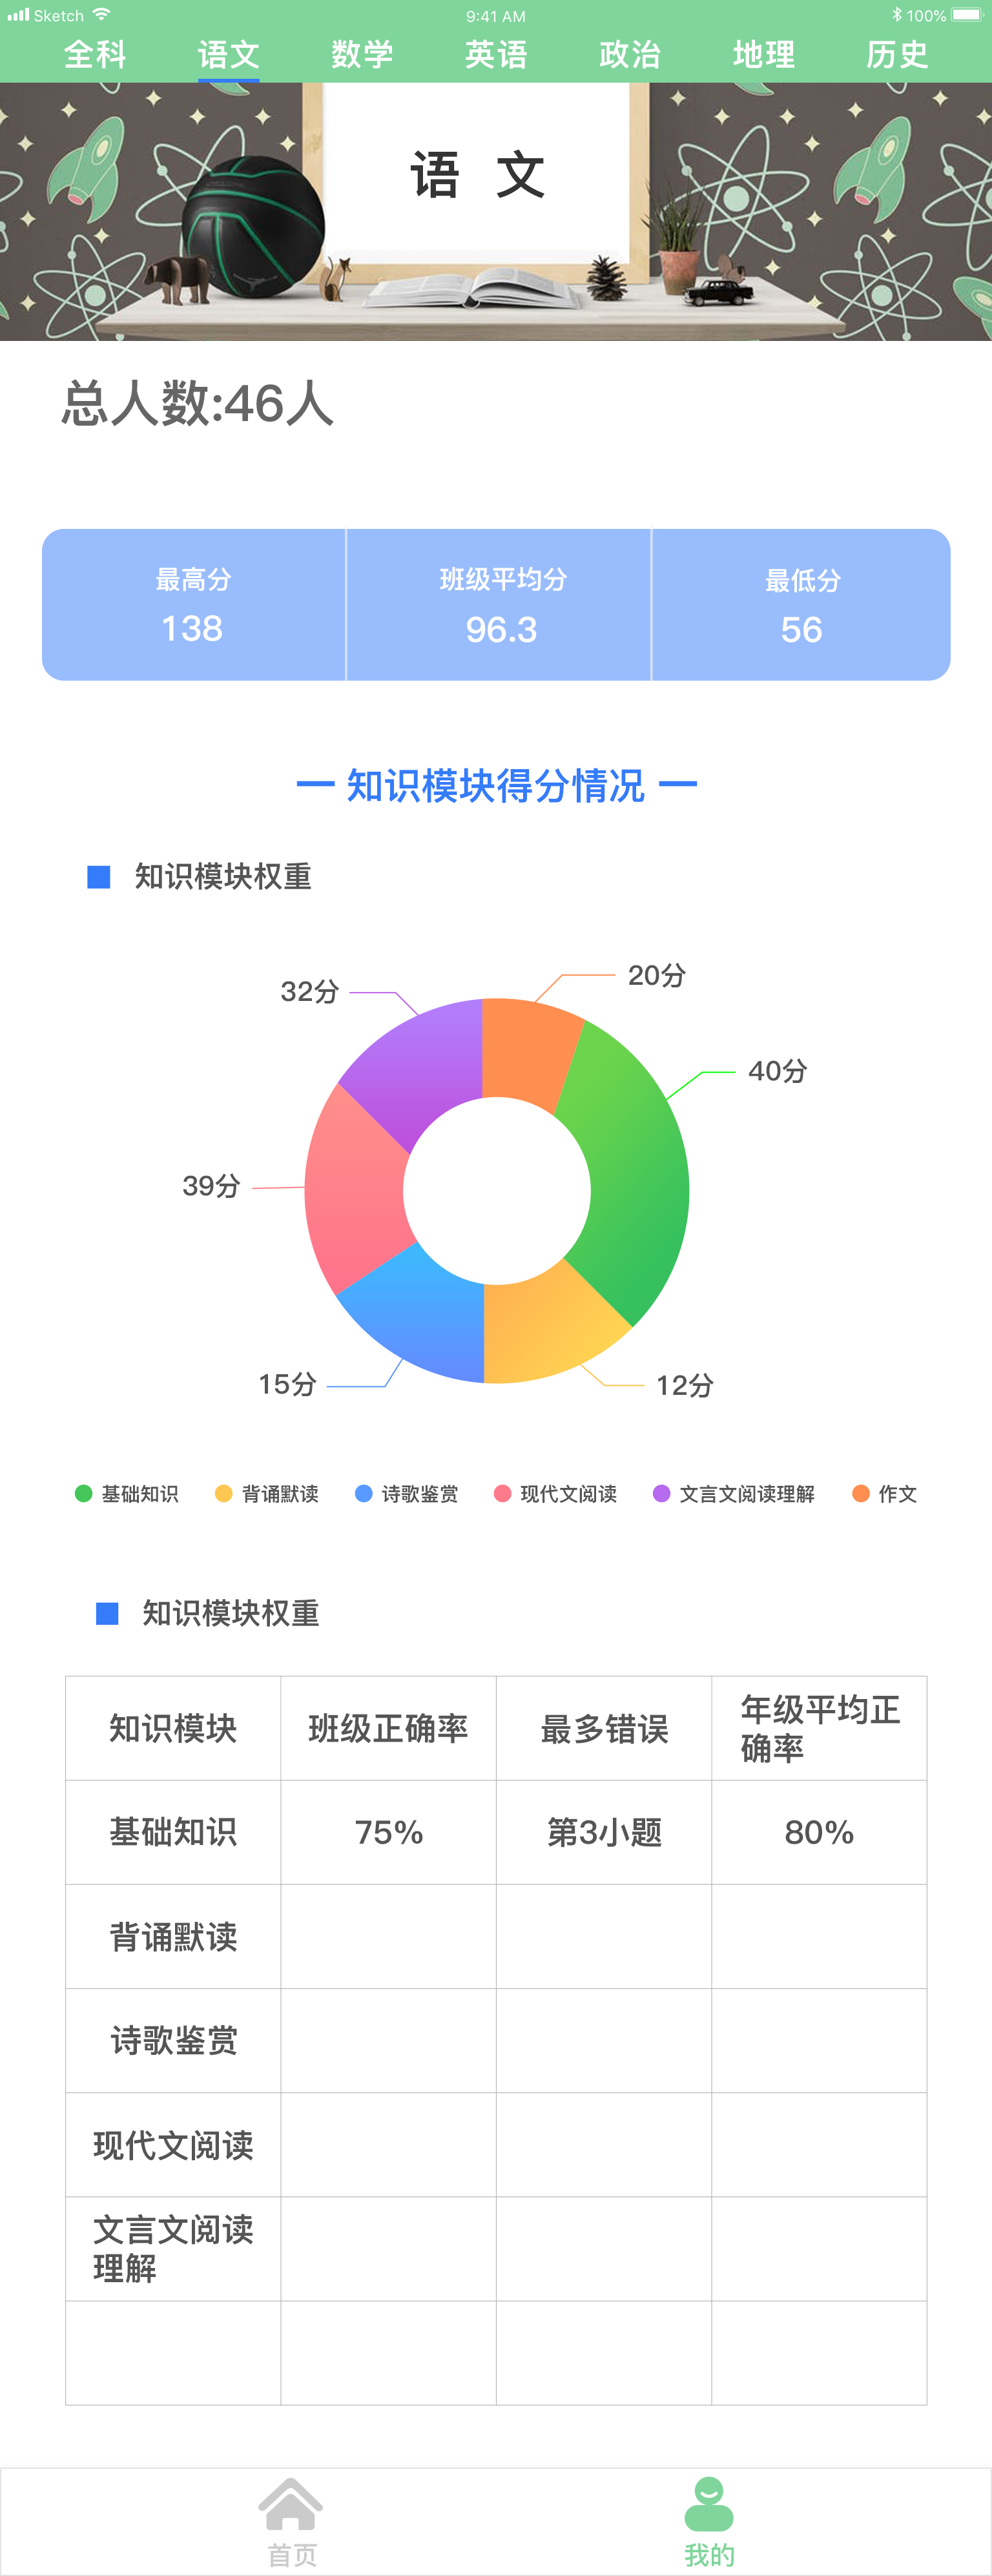 Sketch 9:41 AM 100%
全科 语文 数学 英语 政治 地理 历史
语 文
总人数:46人
最高分 班级平均分 最低分
138 96.3 56
知识模块得分情况
知识模块权重
20分
32分
40分
39分
15分
12分
基础知识 背诵默读 诗歌鉴赏 现代文阅读 文言文阅读理解 作文
知识模块权重
知识模块 班级正确率 最多错误 年级平均正
确率
基础知识 75% 第3小题 80%
背诵默读
诗歌鉴赏
现代文阅读
文言文阅读
理解
首页 我的